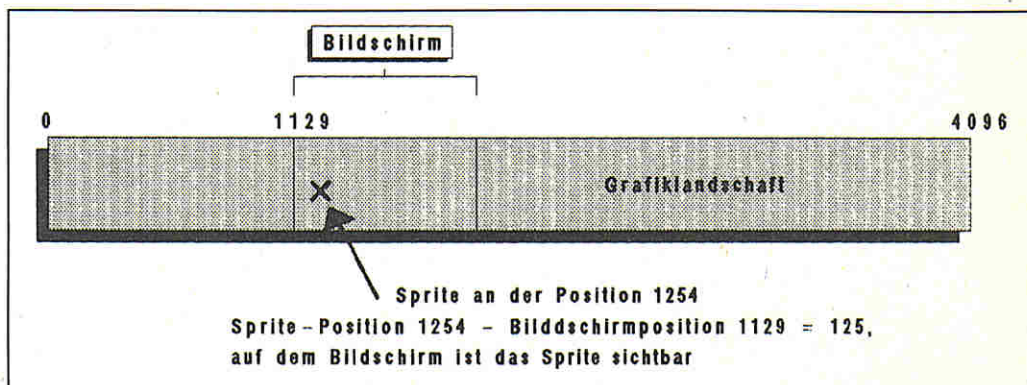 Bildschirm
0 1129 4096
Grafiklandschaft
Sprite an der Position 1254
Sprite-Position 1254 - Bilddschirmposition 1129 = 125,
auf dem Bildschirm ist das Sprite sichtbar